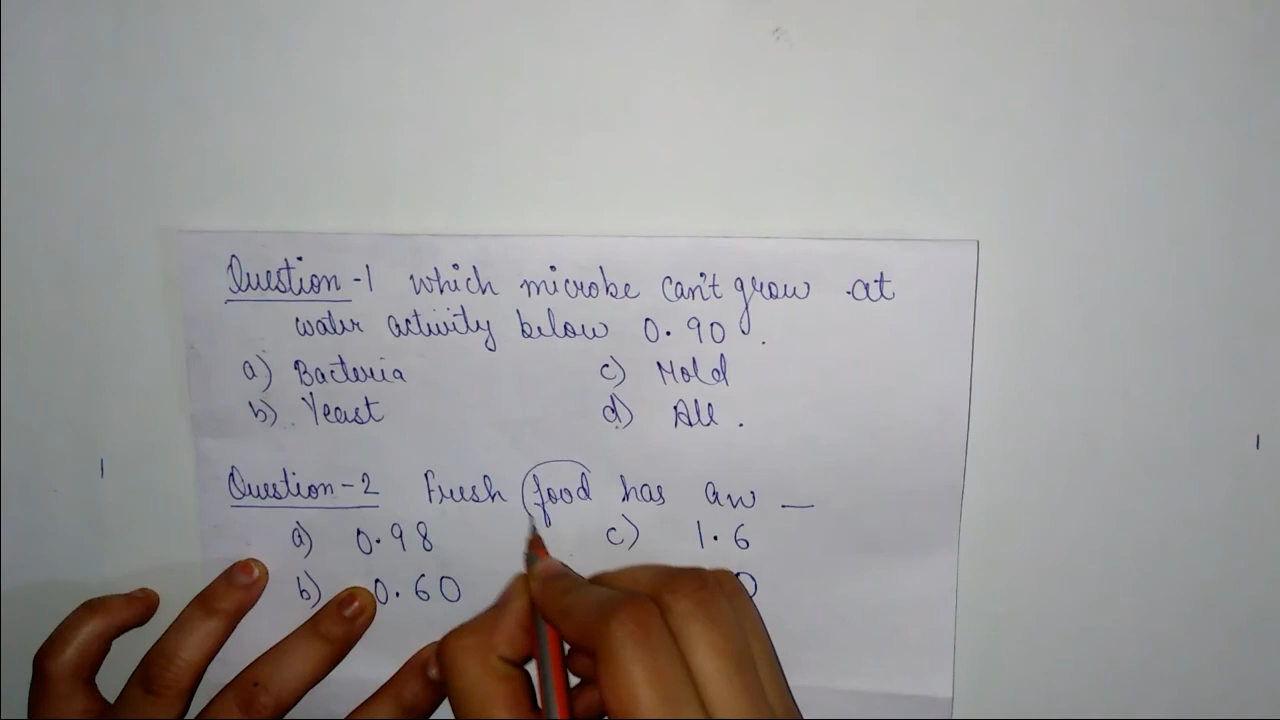 Question-1 which microbe can't grow at
water activity below 0.90.
a) Bacteria c) Mold
b) Yeast d) All.
Question-2 Fresh food has aw —
a) 0.98 c) 1.6
b) 0.60